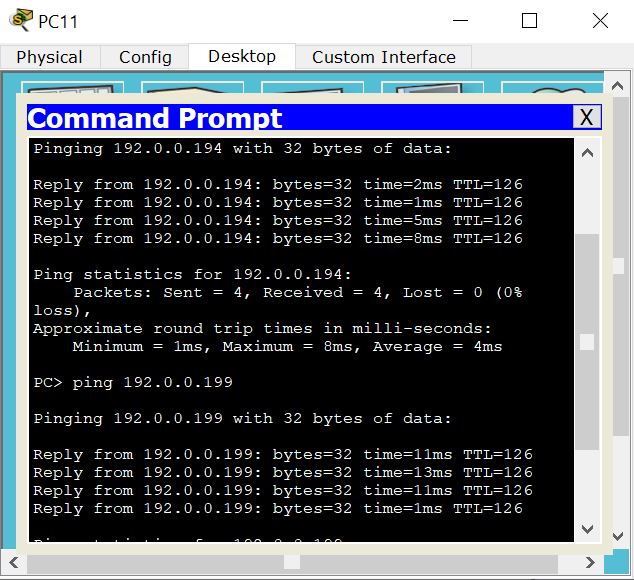 PC11
Physical Config Desktop Custom Interface
Command Prompt X
Pinging 192.0.0.194 with 32 bytes of data:
Reply from 192.0.0.194: bytes=32 time=2ms TTL=126
Reply from 192.0.0.194: bytes=32 time=1ms TTL=126
Reply from 192.0.0.194: bytes=32 time=5ms TTL=126
Reply from 192.0.0.194: bytes=32 time=8ms TTL=126
Ping statistics for 192.0.0.194:
Packets: Sent = 4, Received = 4, Lost = 0 (0%
loss),
Approximate round trip times in milli-seconds:
Minimum = 1ms, Maximum = 8ms, Average = 4ms
PC> ping 192.0.0.199
Pinging 192.0.0.199 with 32 bytes of data:
Reply from 192.0.0.199: bytes=32 time=11ms TTL=126
Reply from 192.0.0.199: bytes=32 time=13ms TTL=126
Reply from 192.0.0.199: bytes=32 time=11ms TTL=126
Reply from 192.0.0.199: bytes=32 time=1ms TTL=126